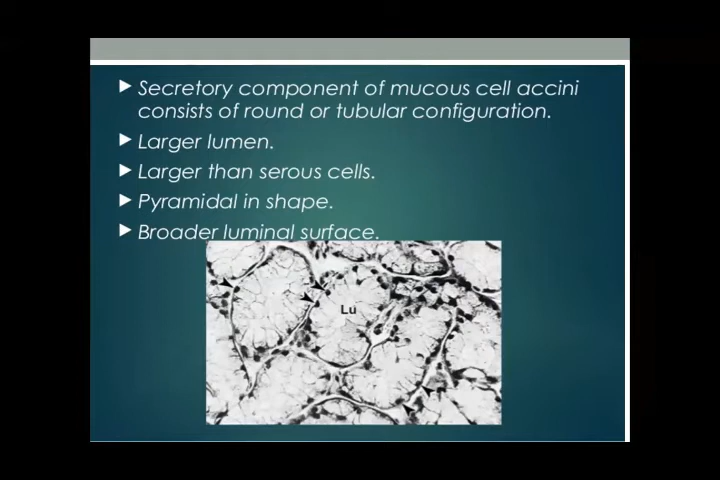 Secretory component of mucous cell accini
consists of round or tubular configuration.
Larger lumen.
Larger than serous cells.
Pyramidal in shape.
Broader luminal surface.
Lu